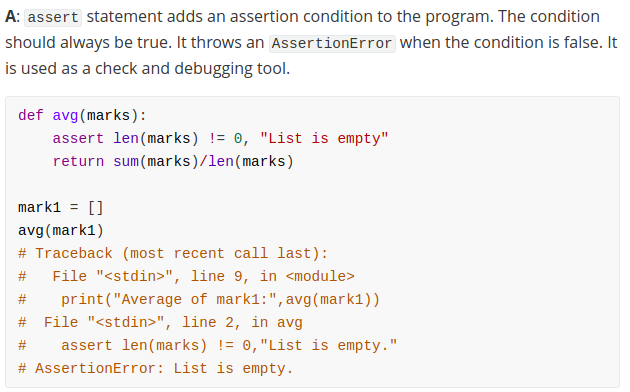 A: assert statement adds an assertion condition to the program. The condition
should always be true. It throws an AssertionError when the condition is false. It
is used as a check and debugging tool.
def avg(marks):
    assert len(marks) != 0, "List is empty"
    return sum(marks)/len(marks)

mark1 = []
avg(mark1)
# Traceback (most recent call last):
#   File "<stdin>", line 9, in <module>
#    print("Average of mark1:",avg(mark1))
#  File "<stdin>", line 2, in avg
#    assert len(marks) != 0,"List is empty."
# AssertionError: List is empty.